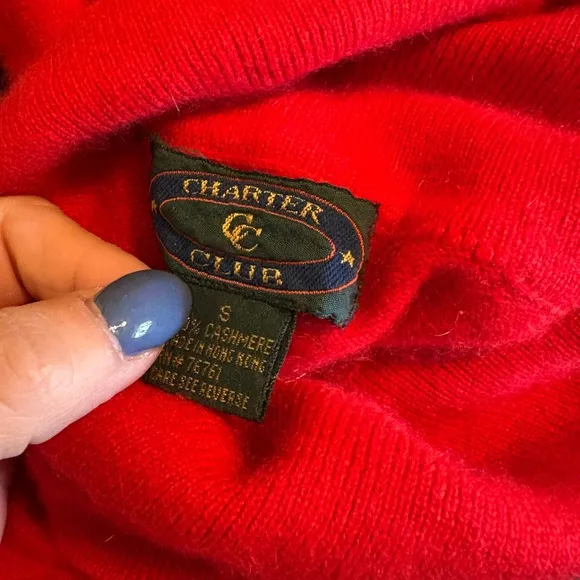 CHARTER
CC
CLUB
S
% CASHMERE
IN HONG KONG
# 76761
SEE REVERSE